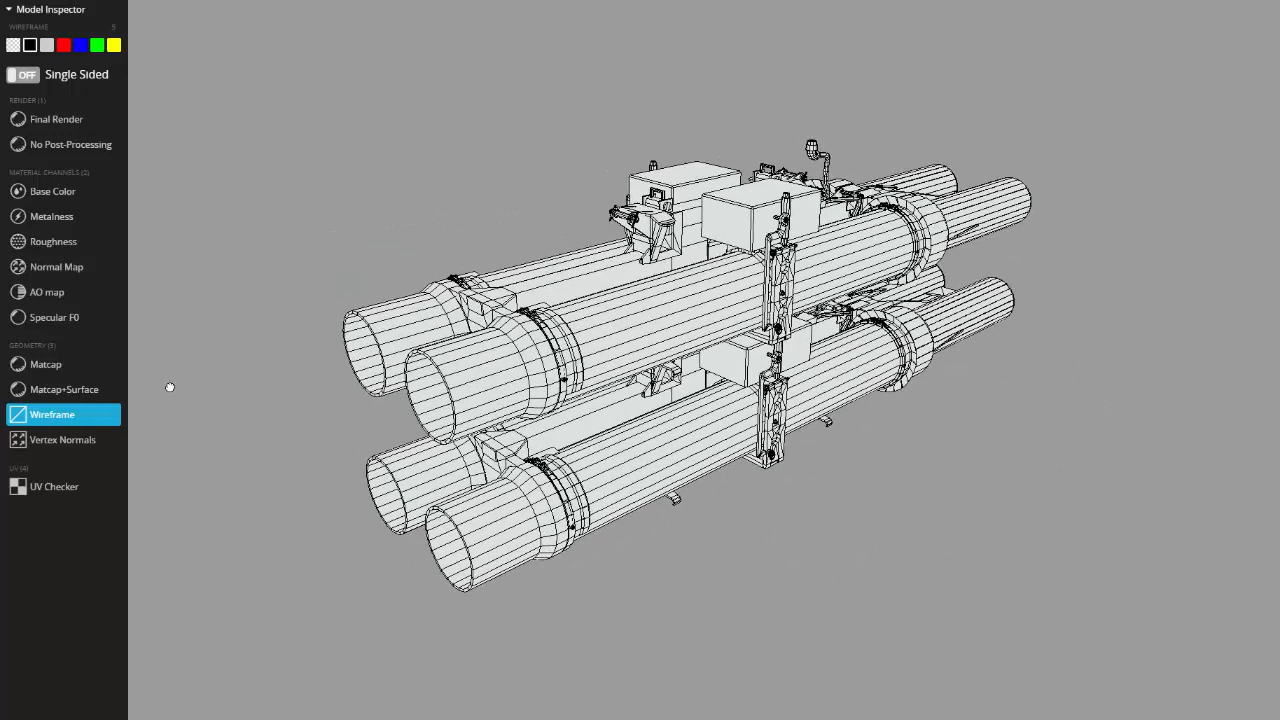 Model Inspector
WIREFRAME 5
OFF Single Sided
RENDER (1)
Final Render
No Post-Processing
MATERIAL CHANNELS (2)
Base Color
Metalness
Roughness
Normal Map
AO map
Specular F0
GEOMETRY (3)
Matcap
Matcap+Surface
Wireframe
Vertex Normals
UV (4)
UV Checker